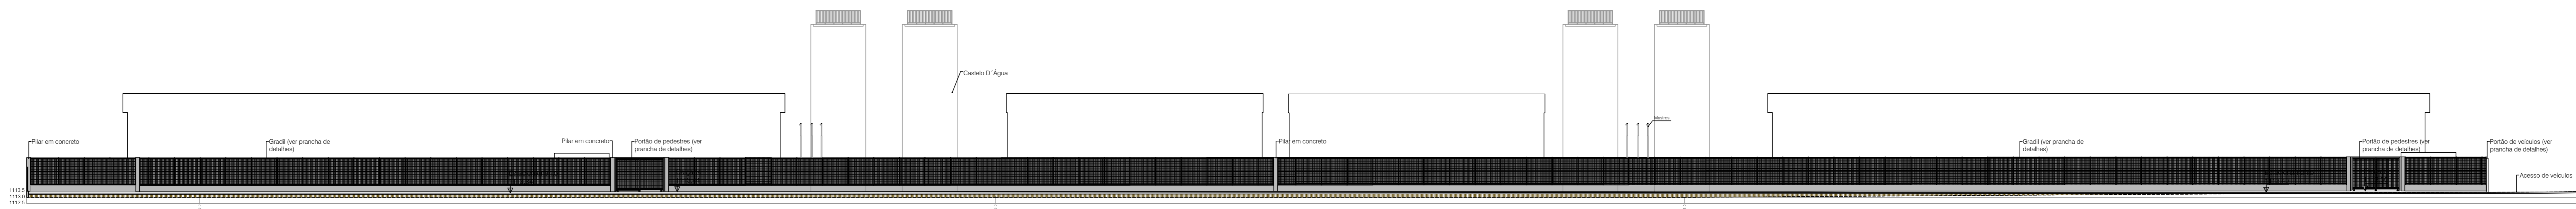 Castelo D´Água
Mastros
Pilar em concreto
Gradil (ver prancha de
detalhes)
Pilar em concreto
Portão de pedestres (ver
prancha de detalhes)
Pilar em concreto
Gradil (ver prancha de
detalhes)
Portão de pedestres (ver
prancha de detalhes)
Portão de veículos (ver
prancha de detalhes)
Acesso de veículos
1113.5
1113.0
1112.5